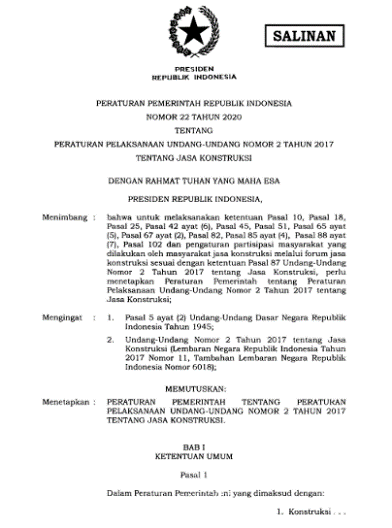 SALINAN
PRESIDEN
REPUBLIK INDONESIA
PERATURAN PEMERINTAH REPUBLIK INDONESIA
NOMOR 22 TAHUN 2020
TENTANG
PERATURAN PELAKSANAAN UNDANG-UNDANG NOMOR 2 TAHUN 2017
TENTANG JASA KONSTRUKSI
DENGAN RAHMAT TUHAN YANG MAHA ESA
PRESIDEN REPUBLIK INDONESIA,
Menimbang : bahwa untuk melaksanakan ketentuan Pasal 10, Pasal 18,
Pasal 25, Pasal 42 ayat (6), Pasal 45, Pasal 51, Pasal 65 ayat
(5), Pasal 67 ayat (2), Pasal 82, Pasal 85 ayat (4), Pasal 88 ayat
(7), Pasal 102 dan pengaturan partisipasi masyarakat yang
dilakukan oleh masyarakat jasa konstruksi melalui forum jasa
konstruksi sesuai dengan ketentuan Pasal 87 Undang-Undang
Nomor 2 Tahun 2017 tentang Jasa Konstruksi, perlu
menetapkan Peraturan Pemerintah tentang Peraturan
Pelaksanaan Undang-Undang Nomor 2 Tahun 2017 tentang
Jasa Konstruksi;
Mengingat : 1. Pasal 5 ayat (2) Undang-Undang Dasar Negara Republik
Indonesia Tahun 1945;
2. Undang-Undang Nomor 2 Tahun 2017 tentang Jasa
Konstruksi (Lembaran Negara Republik Indonesia Tahun
2017 Nomor 11, Tambahan Lembaran Negara Republik
Indonesia Nomor 6018);
MEMUTUSKAN:
Menetapkan : PERATURAN PEMERINTAH TENTANG PERATURAN
PELAKSANAAN UNDANG-UNDANG NOMOR 2 TAHUN 2017
TENTANG JASA KONSTRUKSI.
BAB I
KETENTUAN UMUM
Pasal 1
Dalam Peraturan Pemerintah ini yang dimaksud dengan:
1. Konstruksi . . .